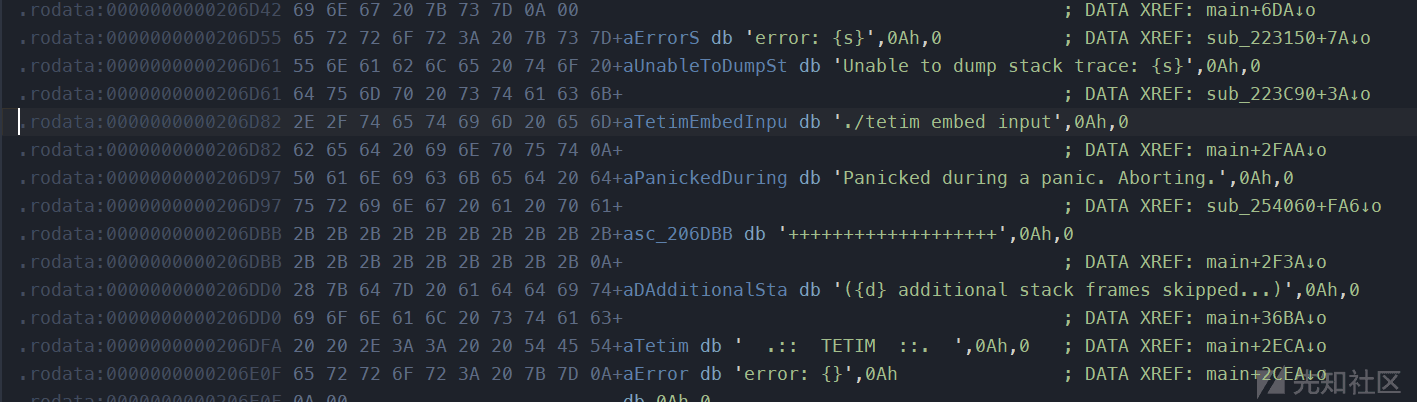 .rodata:0000000000206D42 69 6E 67 20 7B 73 7D 0A 00 ; DATA XREF: main+6DA↓o
.rodata:0000000000206D55 65 72 72 6F 72 3A 20 7B 73 7D+aErrorS db 'error: {s}',0Ah,0 ; DATA XREF: sub_223150+7A↓o
.rodata:0000000000206D61 55 6E 61 62 6C 65 20 74 6F 20+aUnableToDumpSt db 'Unable to dump stack trace: {s}',0Ah,0
.rodata:0000000000206D61 64 75 6D 70 20 73 74 61 63 6B+ ; DATA XREF: sub_223C90+3A↓o
.rodata:0000000000206D82 2E 2F 74 65 74 69 6D 20 65 6D+aTetimEmbedInpu db './tetim embed input',0Ah,0
.rodata:0000000000206D82 62 65 64 20 69 6E 70 75 74 0A+ ; DATA XREF: main+2FAA↓o
.rodata:0000000000206D97 50 61 6E 69 63 6B 65 64 20 64+aPanickedDuring db 'Panicked during a panic. Aborting.',0Ah,0
.rodata:0000000000206D97 75 72 69 6E 67 20 61 20 70 61+ ; DATA XREF: sub_254060+FA6↓o
.rodata:0000000000206DBB 2B 2B 2B 2B 2B 2B 2B 2B 2B 2B+asc_206DBB db '+++++++++++++++++++',0Ah,0
.rodata:0000000000206DBB 2B 2B 2B 2B 2B 2B 2B 2B 2B 0A+ ; DATA XREF: main+2F3A↓o
.rodata:0000000000206DD0 28 7B 64 7D 20 61 64 64 69 74+aDAdditionalSta db '({d} additional stack frames skipped...)',0Ah,0
.rodata:0000000000206DD0 69 6F 6E 61 6C 20 73 74 61 63+ ; DATA XREF: main+36BA↓o
.rodata:0000000000206DFA 20 20 2E 3A 3A 20 20 54 45 54+aTetim db '  .::  TETIM  ::.  ',0Ah,0 ; DATA XREF: main+2ECA↓o
.rodata:0000000000206E0F 65 72 72 6F 72 3A 20 7B 7D 0A+aError db 'error: {}',0Ah ; DATA XREF: main+2CEA↓o
.rodata:0000000000206E0F 0A 00 db 0Ah,0
先知社区